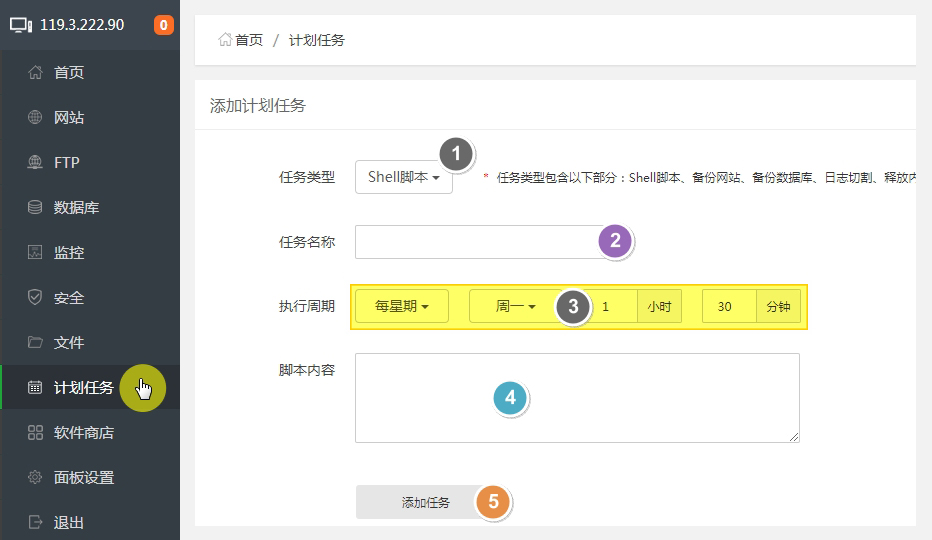 119.3.222.90 0
首页
网站
FTP
数据库
监控
安全
文件
计划任务
软件商店
面板设置
退出
首页 / 计划任务
添加计划任务
任务类型 Shell脚本 1 * 任务类型包含以下部分：Shell脚本、备份网站、备份数据库、日志切割、释放内
任务名称 2
执行周期 每星期 周一 3 1 小时 30 分钟
脚本内容 4
添加任务 5